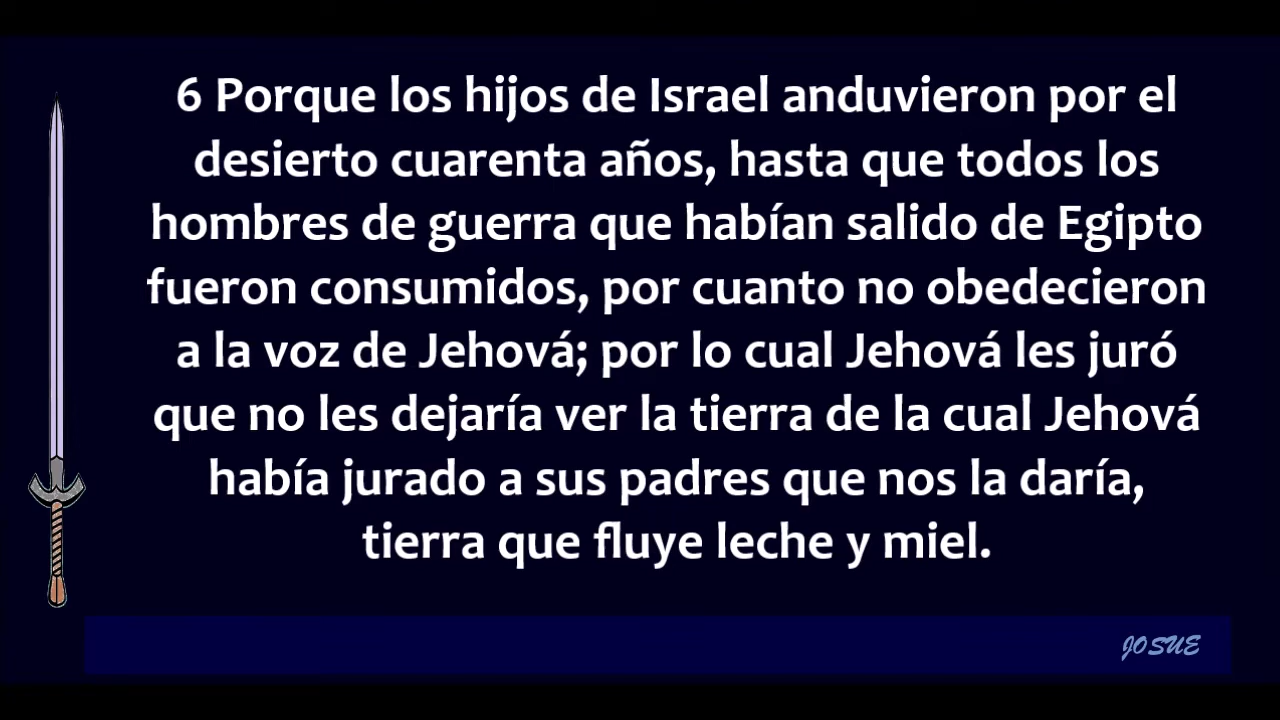 6 Porque los hijos de Israel anduvieron por el
desierto cuarenta años, hasta que todos los
hombres de guerra que habían salido de Egipto
fueron consumidos, por cuanto no obedecieron
a la voz de Jehová; por lo cual Jehová les juró
que no les dejaría ver la tierra de la cual Jehová
había jurado a sus padres que nos la daría,
tierra que fluye leche y miel.
JOSUE